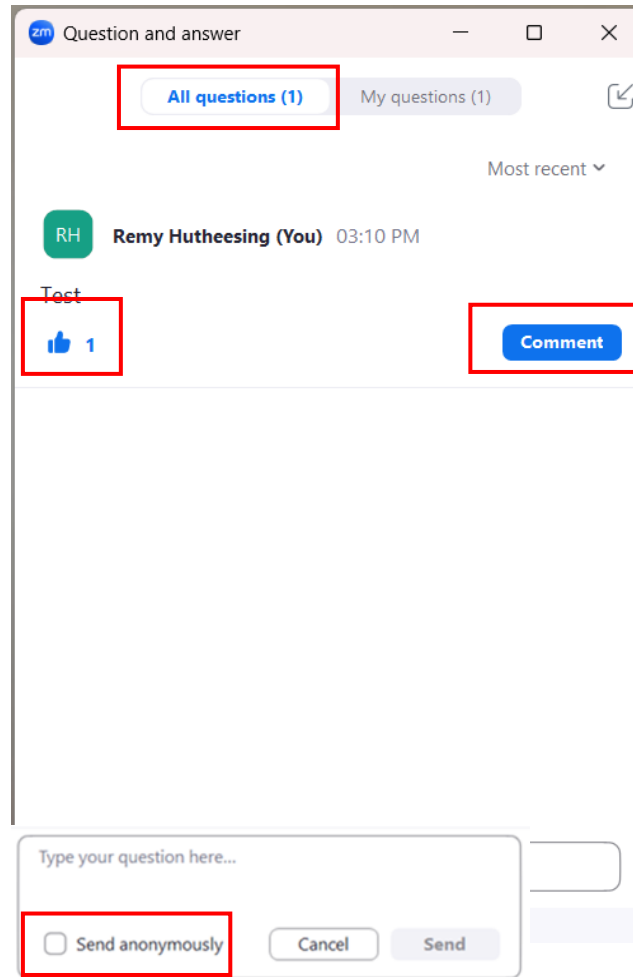 zm Question and answer
All questions (1) My questions (1)
Most recent
RH Remy Hutheesing (You) 03:10 PM
Test
1 Comment
Type your question here...
Send anonymously Cancel Send